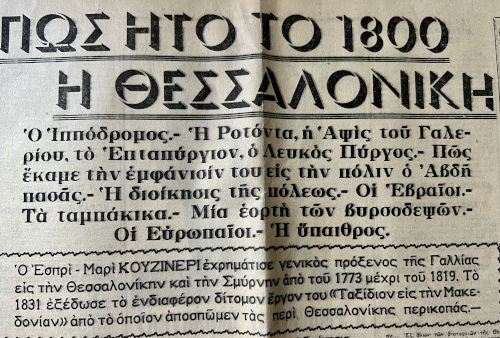 ΠΩΣ ΗΤΟ ΤΟ 1800
Η ΘΕΣΣΑΛΟΝΙΚΗ
Ὁ Ἱππόδρομος.- Ἡ Ροτόντα, ἡ Ἁψὶς τοῦ Γαλε-
ρίου, τὸ Ἑπταπύργιον, ὁ Λευκὸς Πύργος.- Πῶς
ἔκαμε τὴν ἐμφάνισίν του εἰς τὴν πόλιν ὁ Ἀβδῆ
πασᾶς.- Ἡ διοίκησις τῆς πόλεως.- Οἱ Ἑβραῖοι.-
Τὰ ταμπάκικα.- Μία ἑορτὴ τῶν βυρσοδεψῶν.-
Οἱ Εὐρωπαῖοι.- Ἡ ὕπαιθρος.
Ὁ Ἐσπρὶ - Μαρὶ ΚΟΥΖΙΝΕΡΙ ἐχρημάτισε γενικὸς πρόξενος τῆς Γαλλίας
εἰς τὴν Θεσσαλονίκην καὶ τὴν Σμύρνην ἀπὸ τοῦ 1773 μέχρι τοῦ 1819. Τὸ
1831 ἐξέδωσε τὸ ἐνδιαφέρον δίτομον ἔργον του «Ταξίδιον εἰς τὴν Μακε-
δονίαν» ἀπὸ τὸ ὁποῖον ἀποσπῶμεν τὰς περὶ Θεσσαλονίκης περικοπάς.—